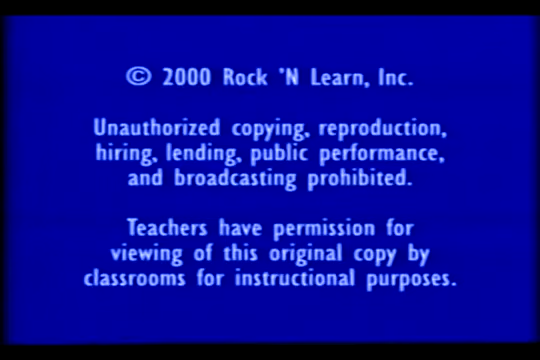 © 2000 Rock 'N Learn, Inc.
Unauthorized copying, reproduction,
hiring, lending, public performance,
and broadcasting prohibited.
Teachers have permission for
viewing of this original copy by
classrooms for instructional purposes.